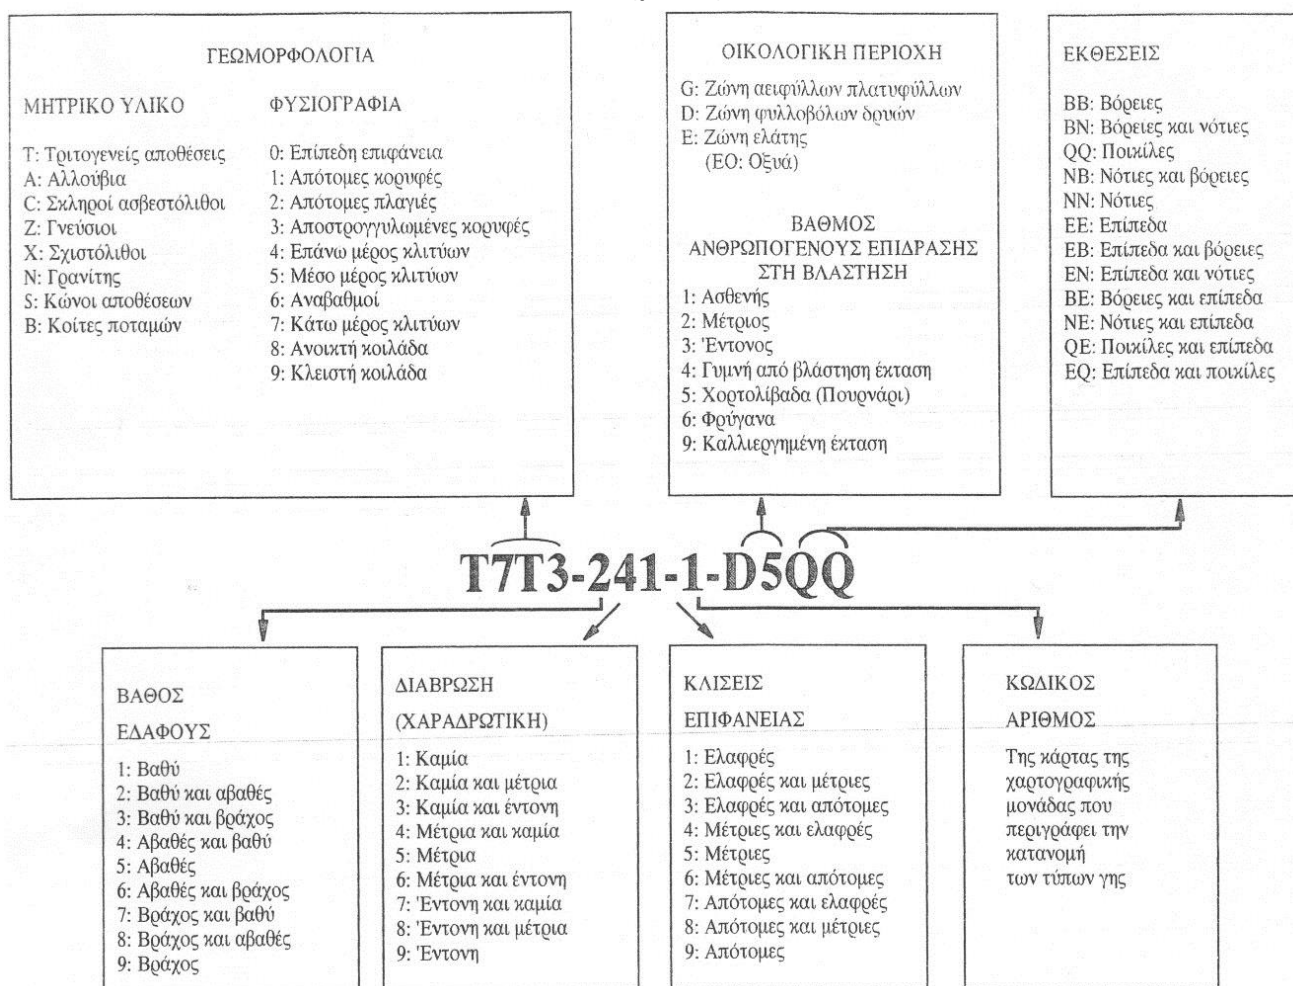 ΓΕΩΜΟΡΦΟΛΟΓΙΑ
ΜΗΤΡΙΚΟ ΥΛΙΚΟ
Τ: Τριτογενείς αποθέσεις
Α: Αλλούβια
C: Σκληροί ασβεστόλιθοι
Ζ: Γνεύσιοι
Χ: Σχιστόλιθοι
Ν: Γρανίτης
S: Κώνοι αποθέσεων
Β: Κοίτες ποταμών
ΦΥΣΙΟΓΡΑΦΙΑ
0: Επίπεδη επιφάνεια
1: Απότομες κορυφές
2: Απότομες πλαγιές
3: Αποστρογγυλωμένες κορυφές
4: Επάνω μέρος κλιτύων
5: Μέσο μέρος κλιτύων
6: Αναβαθμοί
7: Κάτω μέρος κλιτύων
8: Ανοικτή κοιλάδα
9: Κλειστή κοιλάδα
ΟΙΚΟΛΟΓΙΚΗ ΠΕΡΙΟΧΗ
G: Ζώνη αειφύλλων πλατυφύλλων
D: Ζώνη φυλλοβόλων δρυών
Ε: Ζώνη ελάτης
(ΕΟ: Οξυά)
ΒΑΘΜΟΣ
ΑΝΘΡΩΠΟΓΕΝΟΥΣ ΕΠΙΔΡΑΣΗΣ
ΣΤΗ ΒΛΑΣΤΗΣΗ
1: Ασθενής
2: Μέτριος
3: Έντονος
4: Γυμνή από βλάστηση έκταση
5: Χορτολίβαδα (Πουρνάρι)
6: Φρύγανα
9: Καλλιεργημένη έκταση
ΕΚΘΕΣΕΙΣ
ΒΒ: Βόρειες
ΒΝ: Βόρειες και νότιες
QQ: Ποικίλες
ΝΒ: Νότιες και βόρειες
ΝΝ: Νότιες
ΕΕ: Επίπεδα
ΕΒ: Επίπεδα και βόρειες
ΕΝ: Επίπεδα και νότιες
ΒΕ: Βόρειες και επίπεδα
ΝΕ: Νότιες και επίπεδα
QE: Ποικίλες και επίπεδα
EQ: Επίπεδα και ποικίλες
T7T3-241-1-D5QQ
ΒΑΘΟΣ
ΕΔΑΦΟΥΣ
1: Βαθύ
2: Βαθύ και αβαθές
3: Βαθύ και βράχος
4: Αβαθές και βαθύ
5: Αβαθές
6: Αβαθές και βράχος
7: Βράχος και βαθύ
8: Βράχος και αβαθές
9: Βράχος
ΔΙΑΒΡΩΣΗ
(ΧΑΡΑΔΡΩΤΙΚΗ)
1: Καμία
2: Καμία και μέτρια
3: Καμία και έντονη
4: Μέτρια και καμία
5: Μέτρια
6: Μέτρια και έντονη
7: Έντονη και καμία
8: Έντονη και μέτρια
9: Έντονη
ΚΛΙΣΕΙΣ
ΕΠΙΦΑΝΕΙΑΣ
1: Ελαφρές
2: Ελαφρές και μέτριες
3: Ελαφρές και απότομες
4: Μέτριες και ελαφρές
5: Μέτριες
6: Μέτριες και απότομες
7: Απότομες και ελαφρές
8: Απότομες και μέτριες
9: Απότομες
ΚΩΔΙΚΟΣ
ΑΡΙΘΜΟΣ
Της κάρτας της
χαρτογραφικής
μονάδας που
περιγράφει την
κατανομή
των τύπων γης